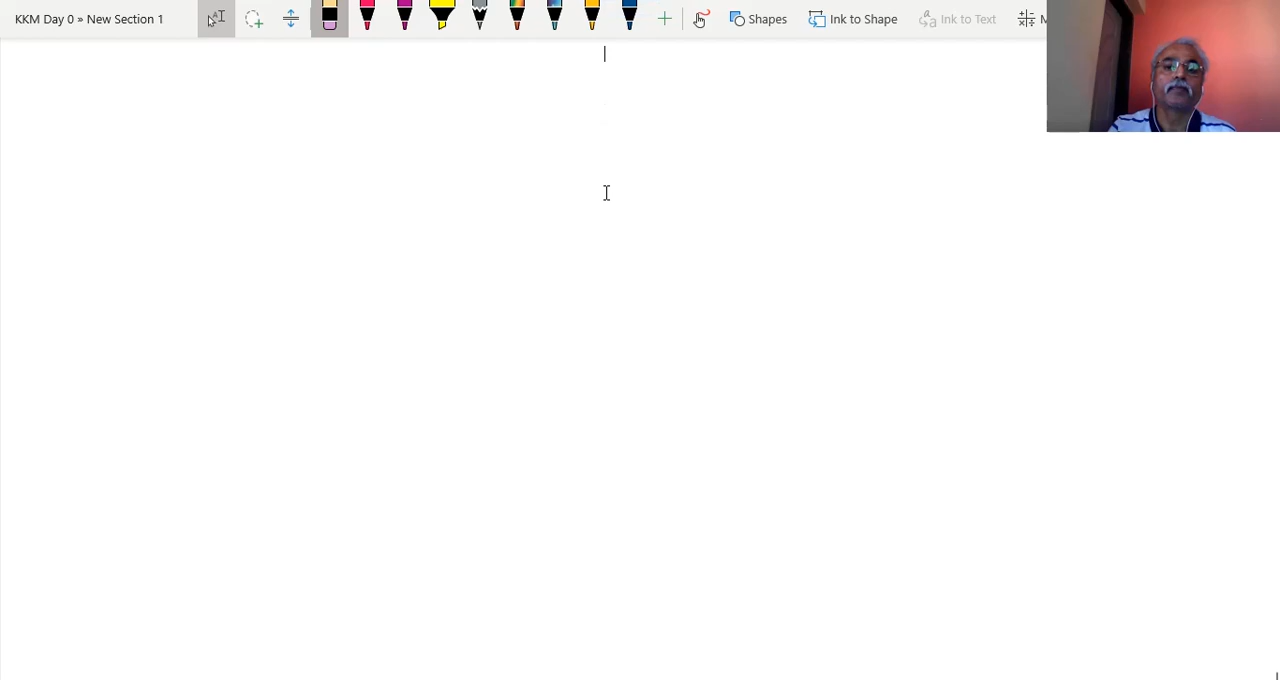 KKM Day 0 » New Section 1
Shapes
Ink to Shape
Ink to Text
M